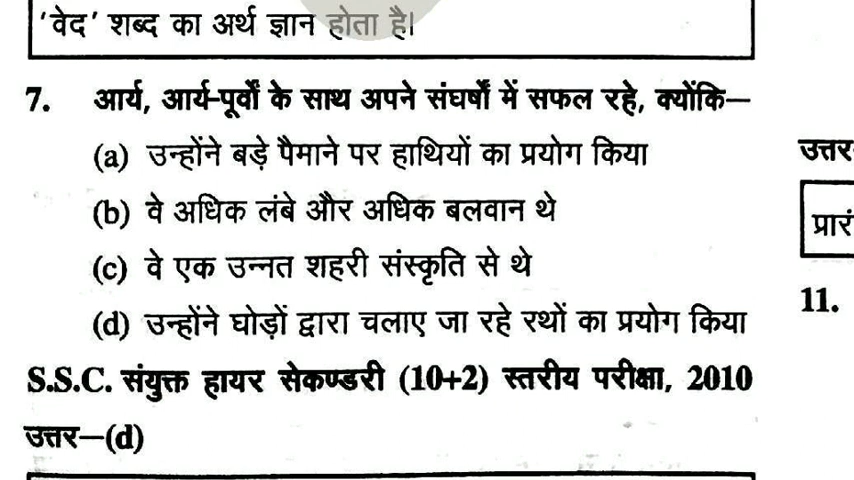 'वेद' शब्द का अर्थ ज्ञान होता है।
7. आर्य, आर्य-पूर्वों के साथ अपने संघर्षों में सफल रहे, क्योंकि—
(a) उन्होंने बड़े पैमाने पर हाथियों का प्रयोग किया
(b) वे अधिक लंबे और अधिक बलवान थे
(c) वे एक उन्नत शहरी संस्कृति से थे
(d) उन्होंने घोड़ों द्वारा चलाए जा रहे रथों का प्रयोग किया
S.S.C. संयुक्त हायर सेकण्डरी (10+2) स्तरीय परीक्षा, 2010
उत्तर—(d)
उत्तर
प्रारं
11.